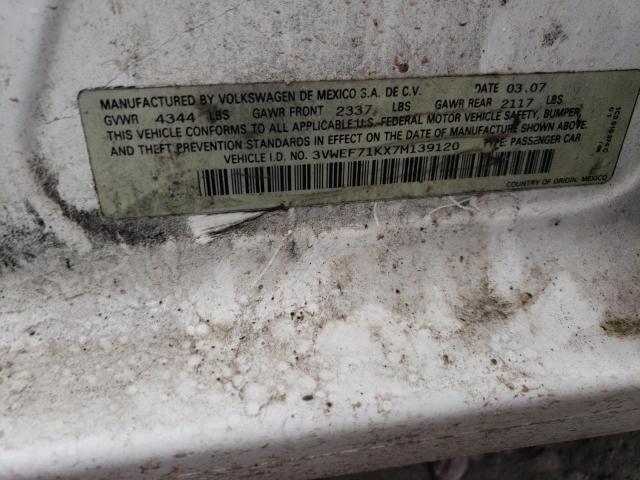 MANUFACTURED BY VOLKSWAGEN DE MEXICO S.A. DE C.V. DATE 03.07
GVWR 4344 LBS GAWR FRONT 2337 LBS GAWR REAR 2117 LBS
THIS VEHICLE CONFORMS TO ALL APPLICABLE U.S. FEDERAL MOTOR VEHICLE SAFETY, BUMPER,
AND THEFT PREVENTION STANDARDS IN EFFECT ON THE DATE OF MANUFACTURE SHOWN ABOVE.
VEHICLE I.D. NO. 3VWEF71KX7M139120 TYPE: PASSENGER CAR
COUNTRY OF ORIGIN: MEXICO